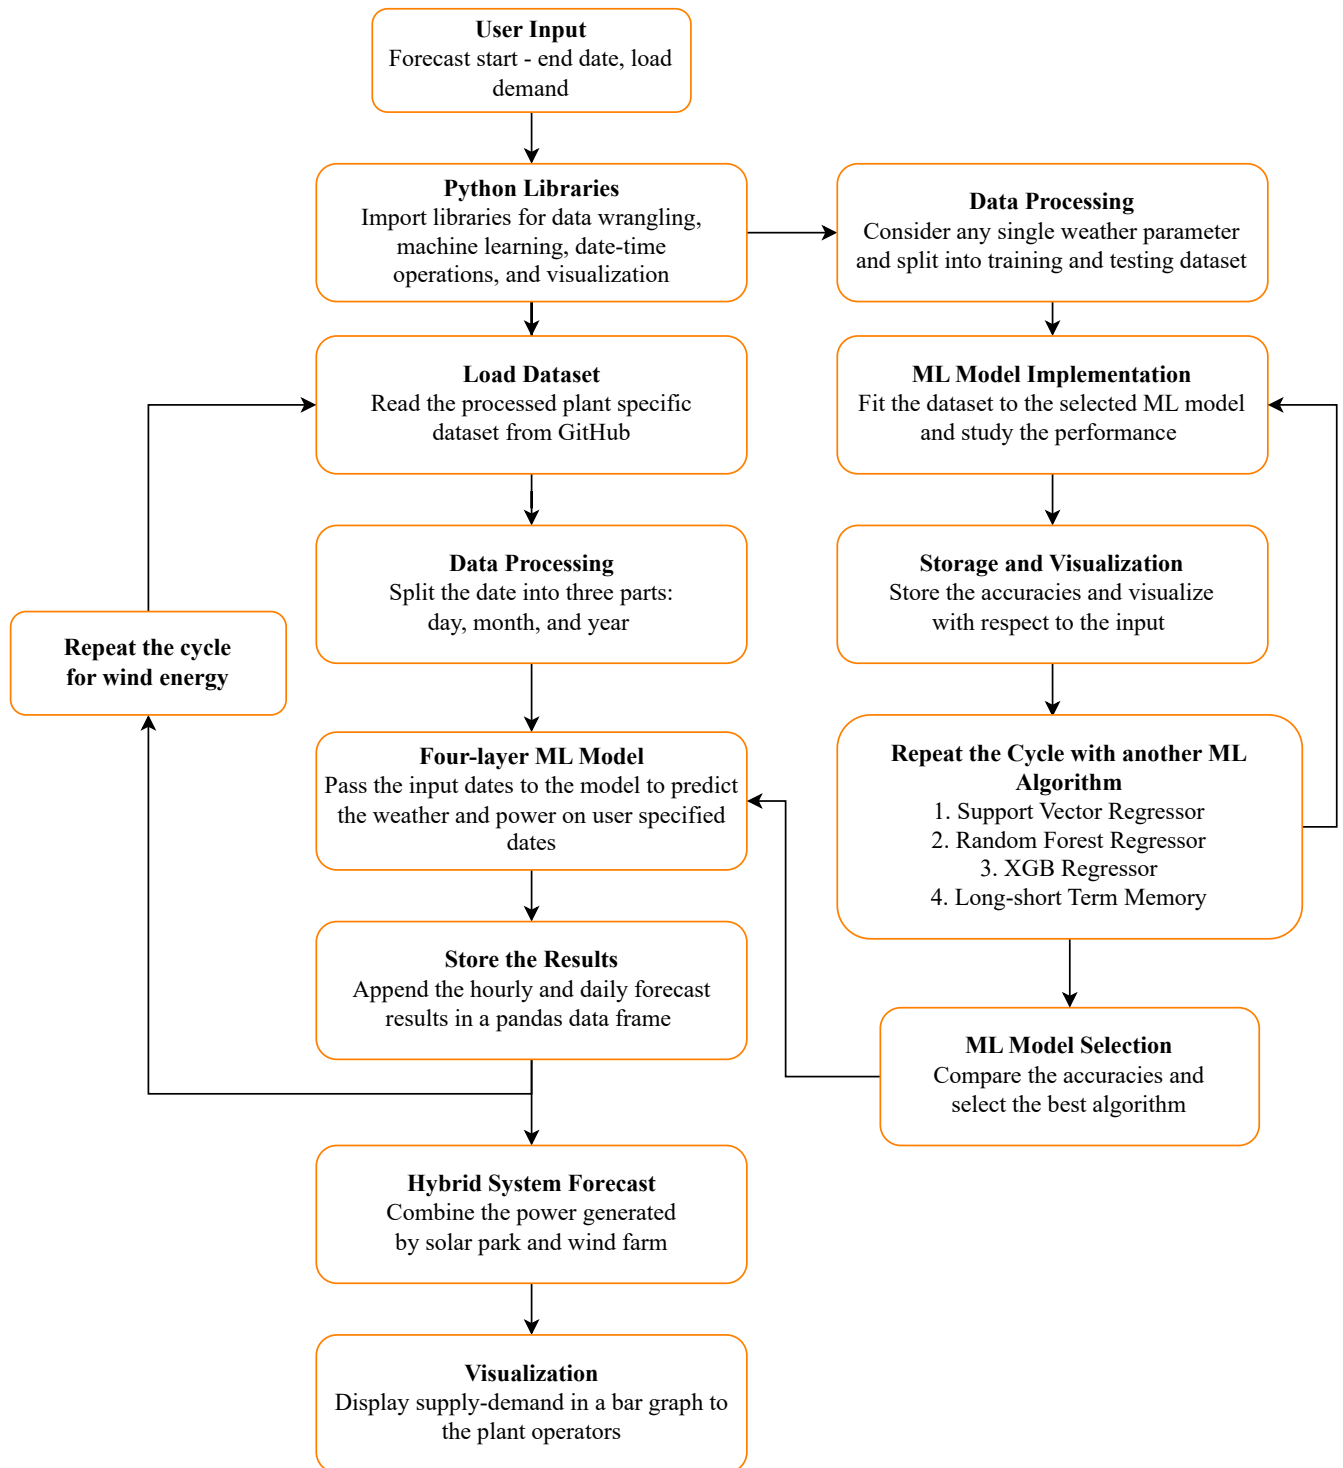 User Input
Forecast start - end date, load
demand
Python Libraries
Import libraries for data wrangling,
machine learning, date-time
operations, and visualization
Data Processing
Consider any single weather parameter
and split into training and testing dataset
Load Dataset
Read the processed plant specific
dataset from GitHub
ML Model Implementation
Fit the dataset to the selected ML model
and study the performance
Data Processing
Split the date into three parts:
day, month, and year
Storage and Visualization
Store the accuracies and visualize
with respect to the input
Repeat the cycle
for wind energy
Four-layer ML Model
Pass the input dates to the model to predict
the weather and power on user specified
dates
Repeat the Cycle with another ML
Algorithm
1. Support Vector Regressor
2. Random Forest Regressor
3. XGB Regressor
4. Long-short Term Memory
Store the Results
Append the hourly and daily forecast
results in a pandas data frame
ML Model Selection
Compare the accuracies and
select the best algorithm
Hybrid System Forecast
Combine the power generated
by solar park and wind farm
Visualization
Display supply-demand in a bar graph to
the plant operators